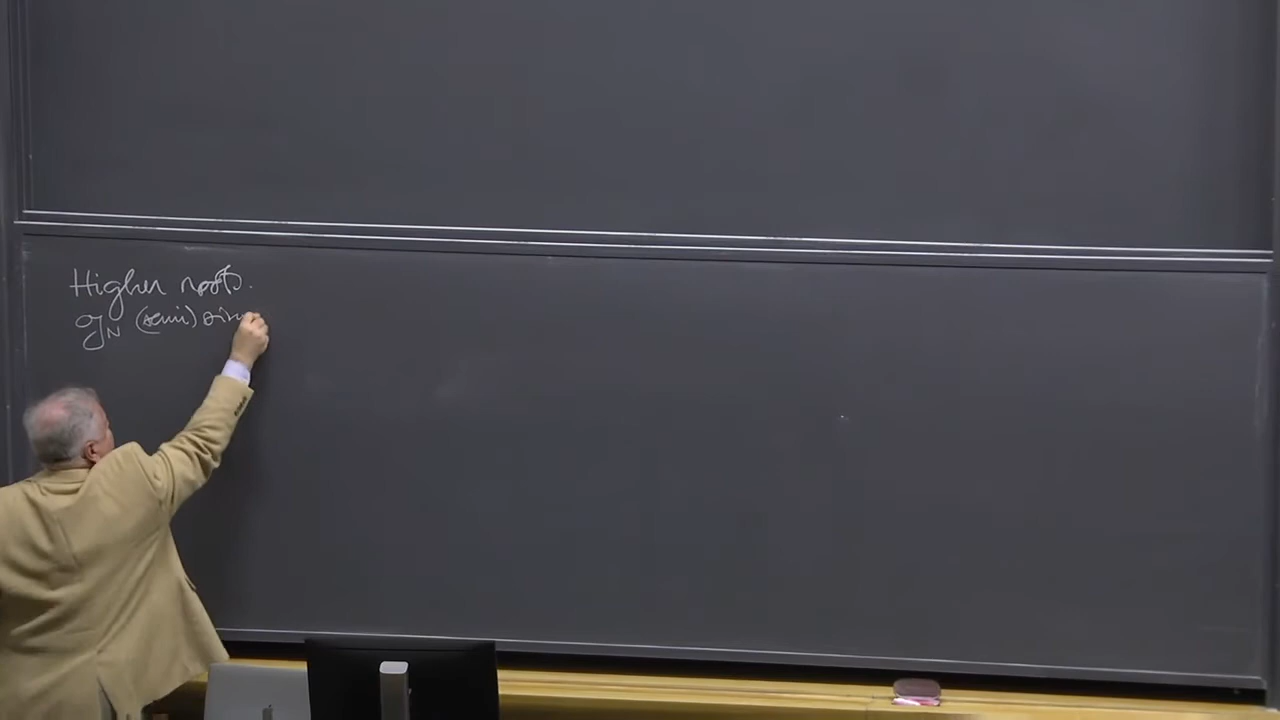 Higher roots.
𝔤_N (semi) sim